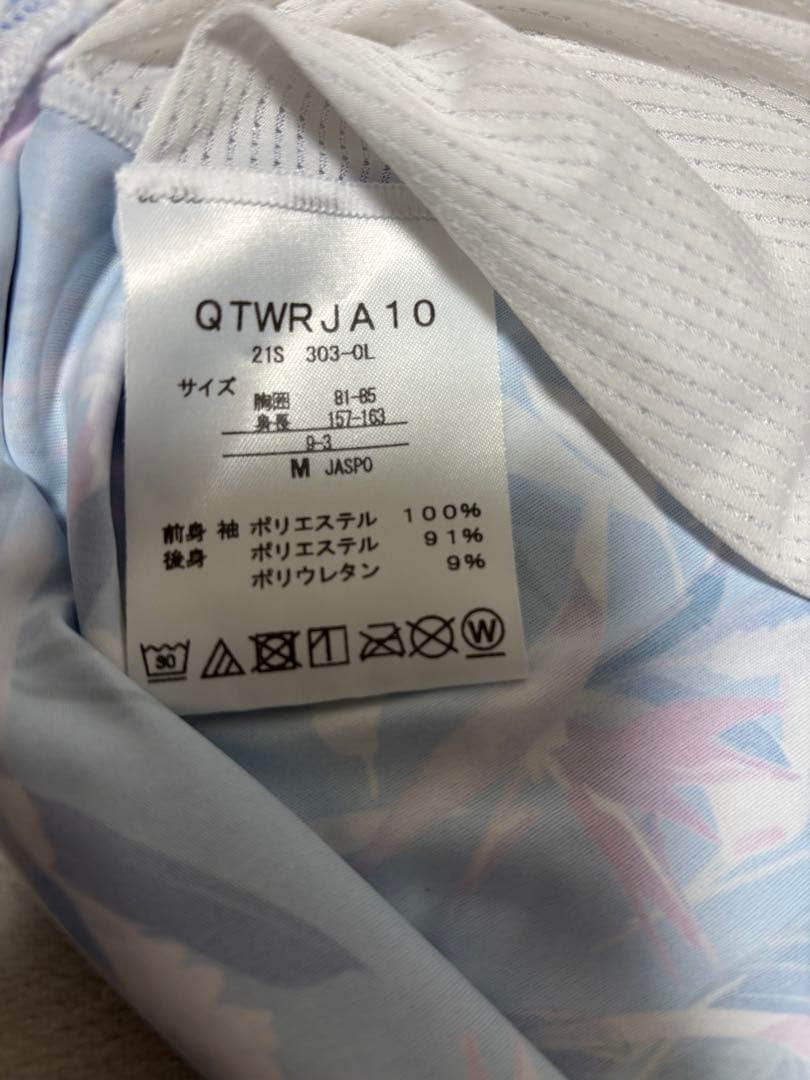 QTWRJA10
21S 303-0L
サイズ
胸囲 81-85
身長 157-163
9-3
M JASPO
前身 袖 ポリエステル 100%
後身 ポリエステル 91%
ポリウレタン 9%
30
W